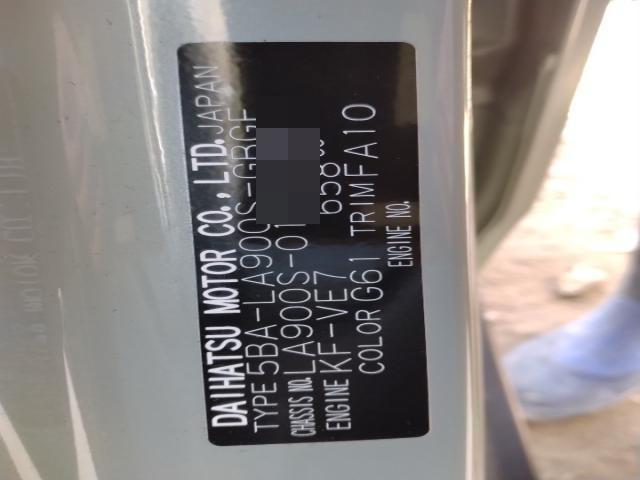 DAIHATSU MOTOR CO., LTD. JAPAN
TYPE 5BA-LA900S-GBGF
CHASSIS NO. LA900S-01
ENGINE KF-VE7 658
COLOR G61 TRIM FA10
ENGINE NO.